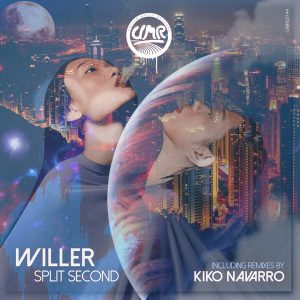 UMR
WILLER
SPLIT SECOND
INCLUDING REMIXES BY
KIKO NAVARRO